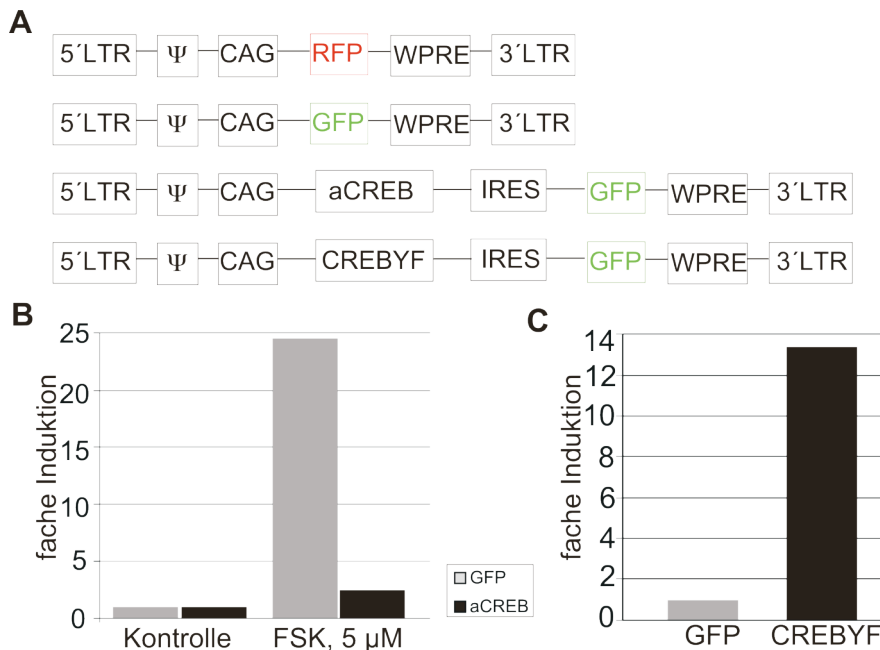 A
5´LTR Ψ CAG RFP WPRE 3´LTR
5´LTR Ψ CAG GFP WPRE 3´LTR
5´LTR Ψ CAG aCREB IRES GFP WPRE 3´LTR
5´LTR Ψ CAG CREBYF IRES GFP WPRE 3´LTR
B
fache Induktion
25
20
15
10
5
0
Kontrolle FSK, 5 µM
GFP
aCREB
C
fache Induktion
14
12
10
8
6
4
2
0
GFP CREBYF